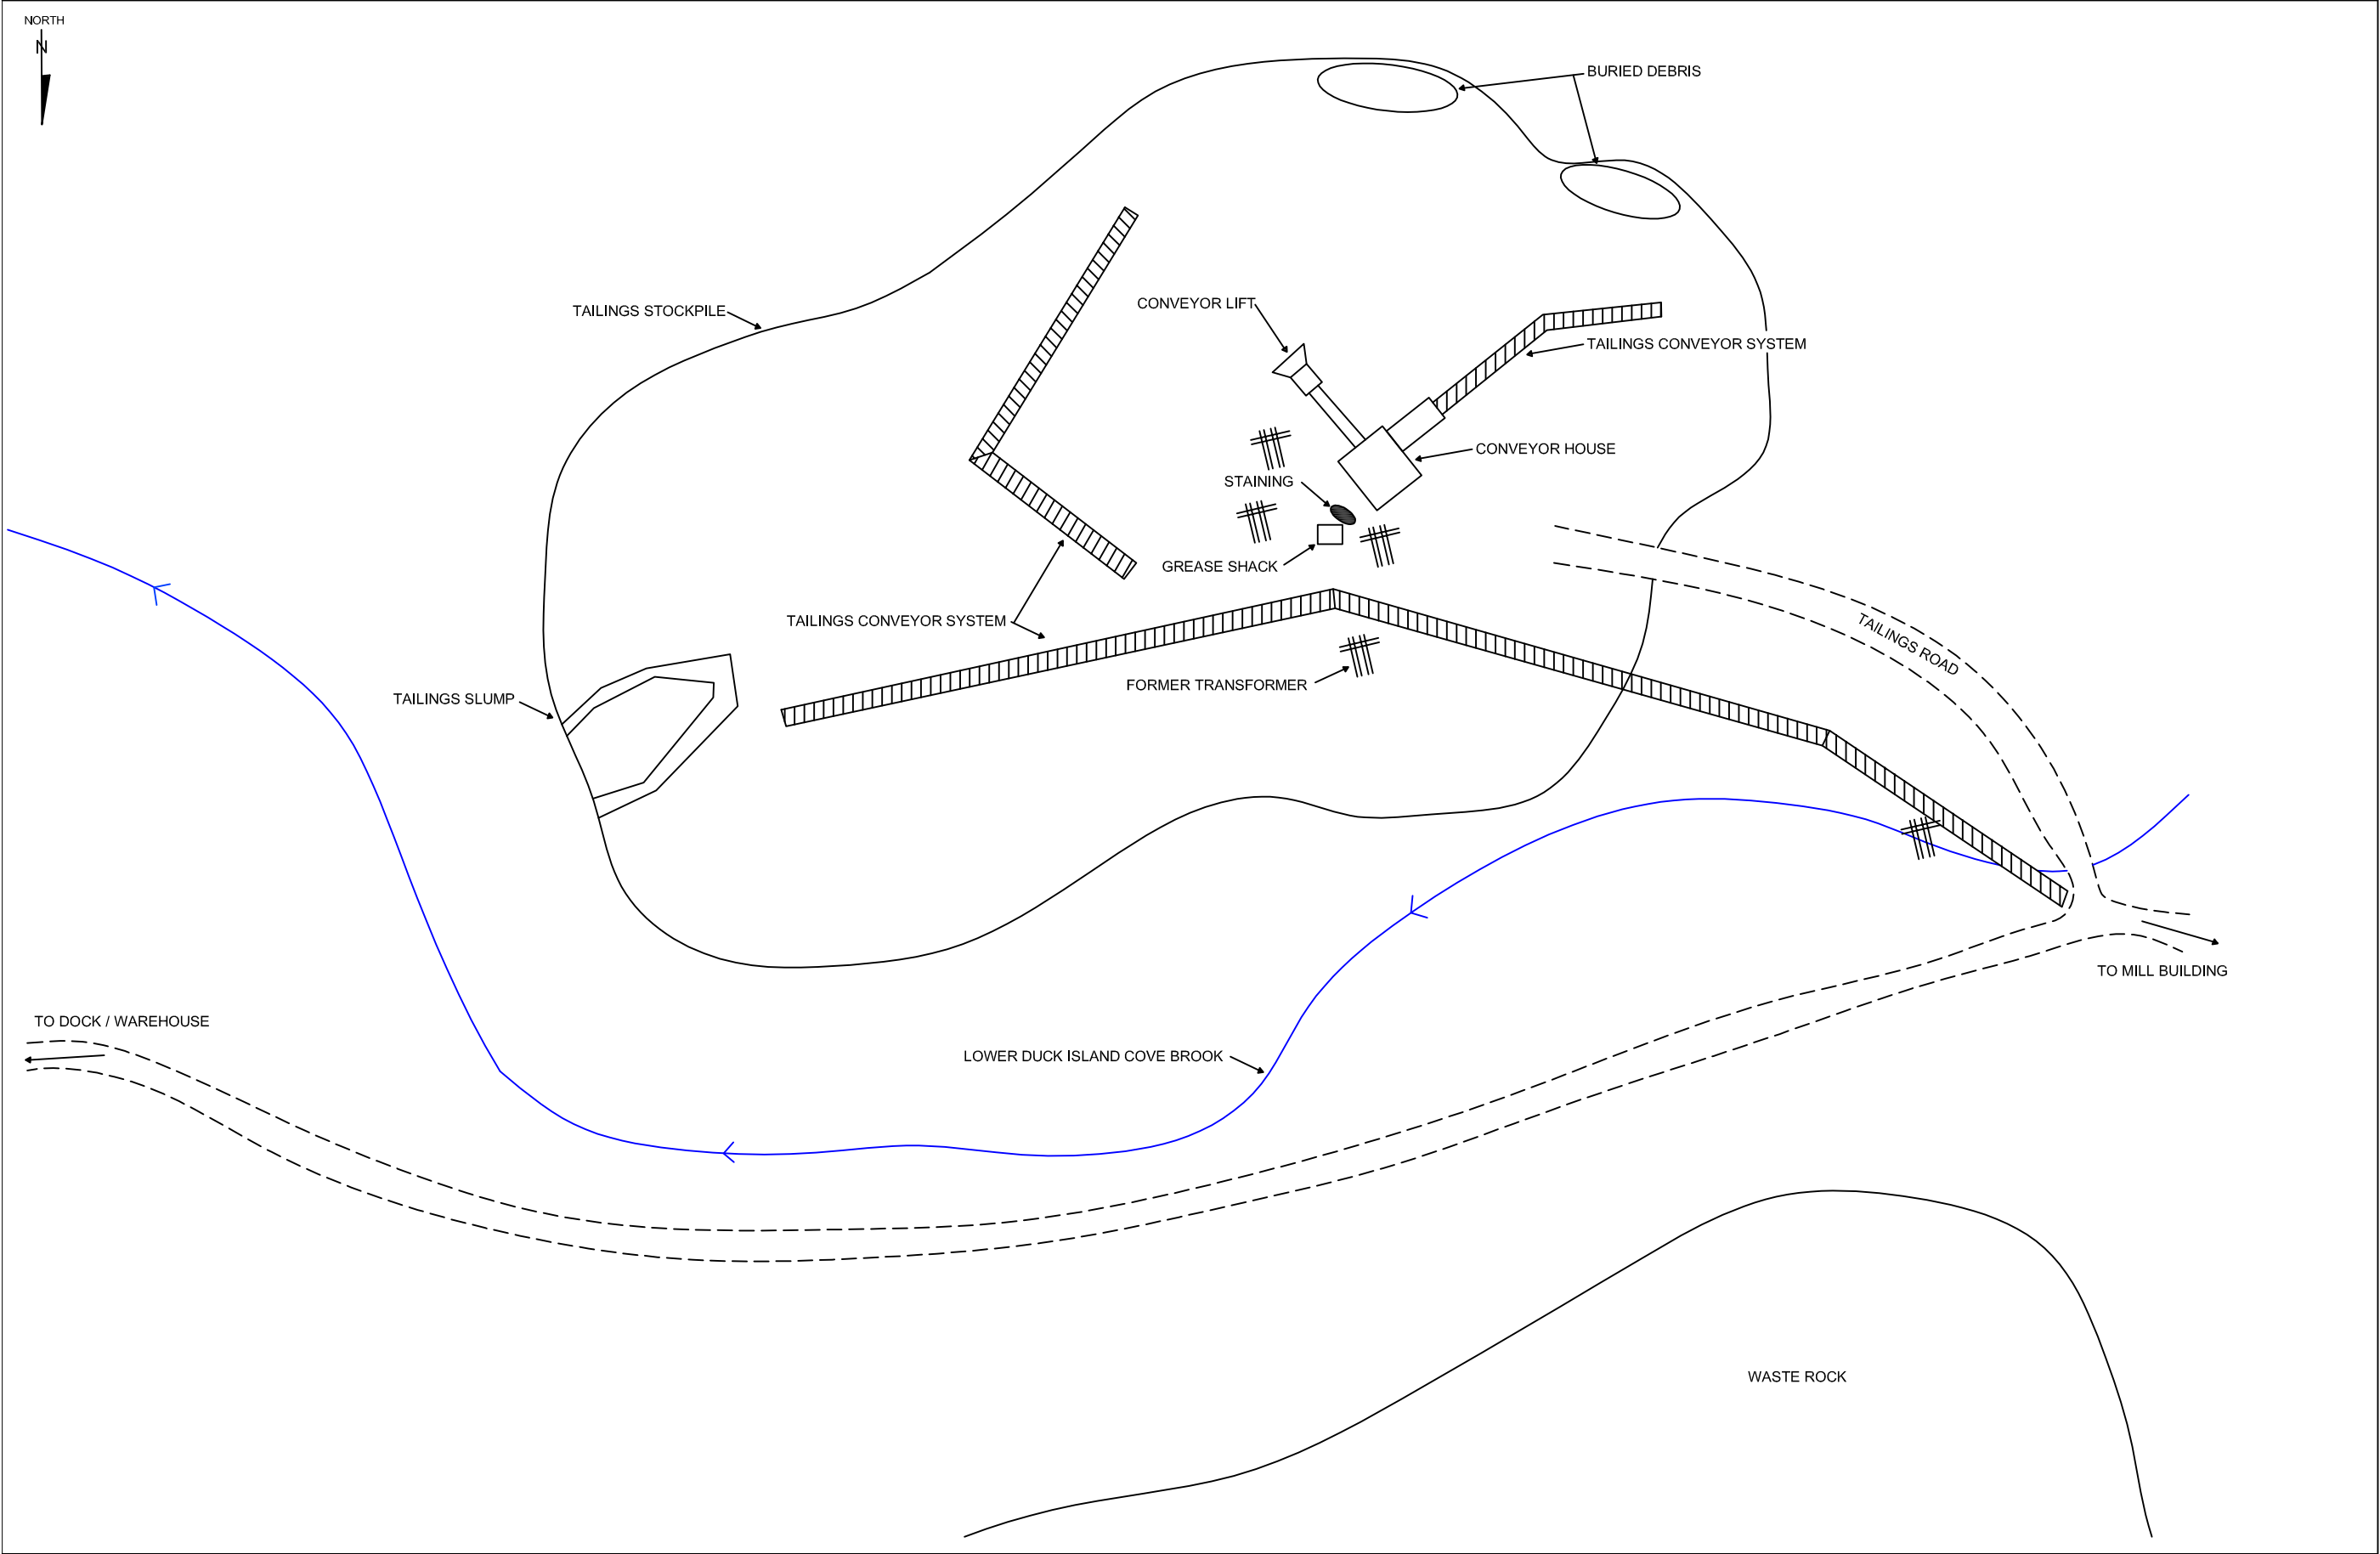 NORTH
N
BURIED DEBRIS
CONVEYOR LIFT
TAILINGS STOCKPILE
TAILINGS CONVEYOR SYSTEM
CONVEYOR HOUSE
STAINING
GREASE SHACK
TAILINGS CONVEYOR SYSTEM
TAILINGS ROAD
FORMER TRANSFORMER
TAILINGS SLUMP
TO MILL BUILDING
TO DOCK / WAREHOUSE
LOWER DUCK ISLAND COVE BROOK
WASTE ROCK